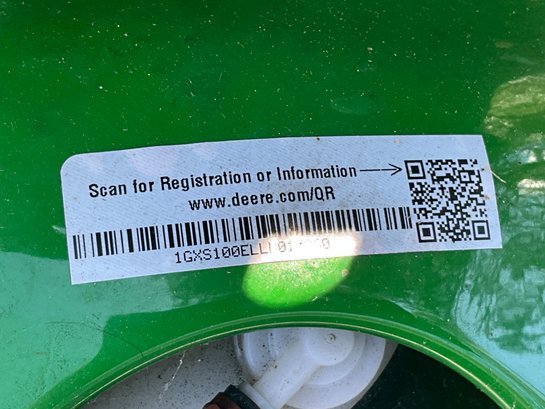 Scan for Registration or Information
www.deere.com/QR